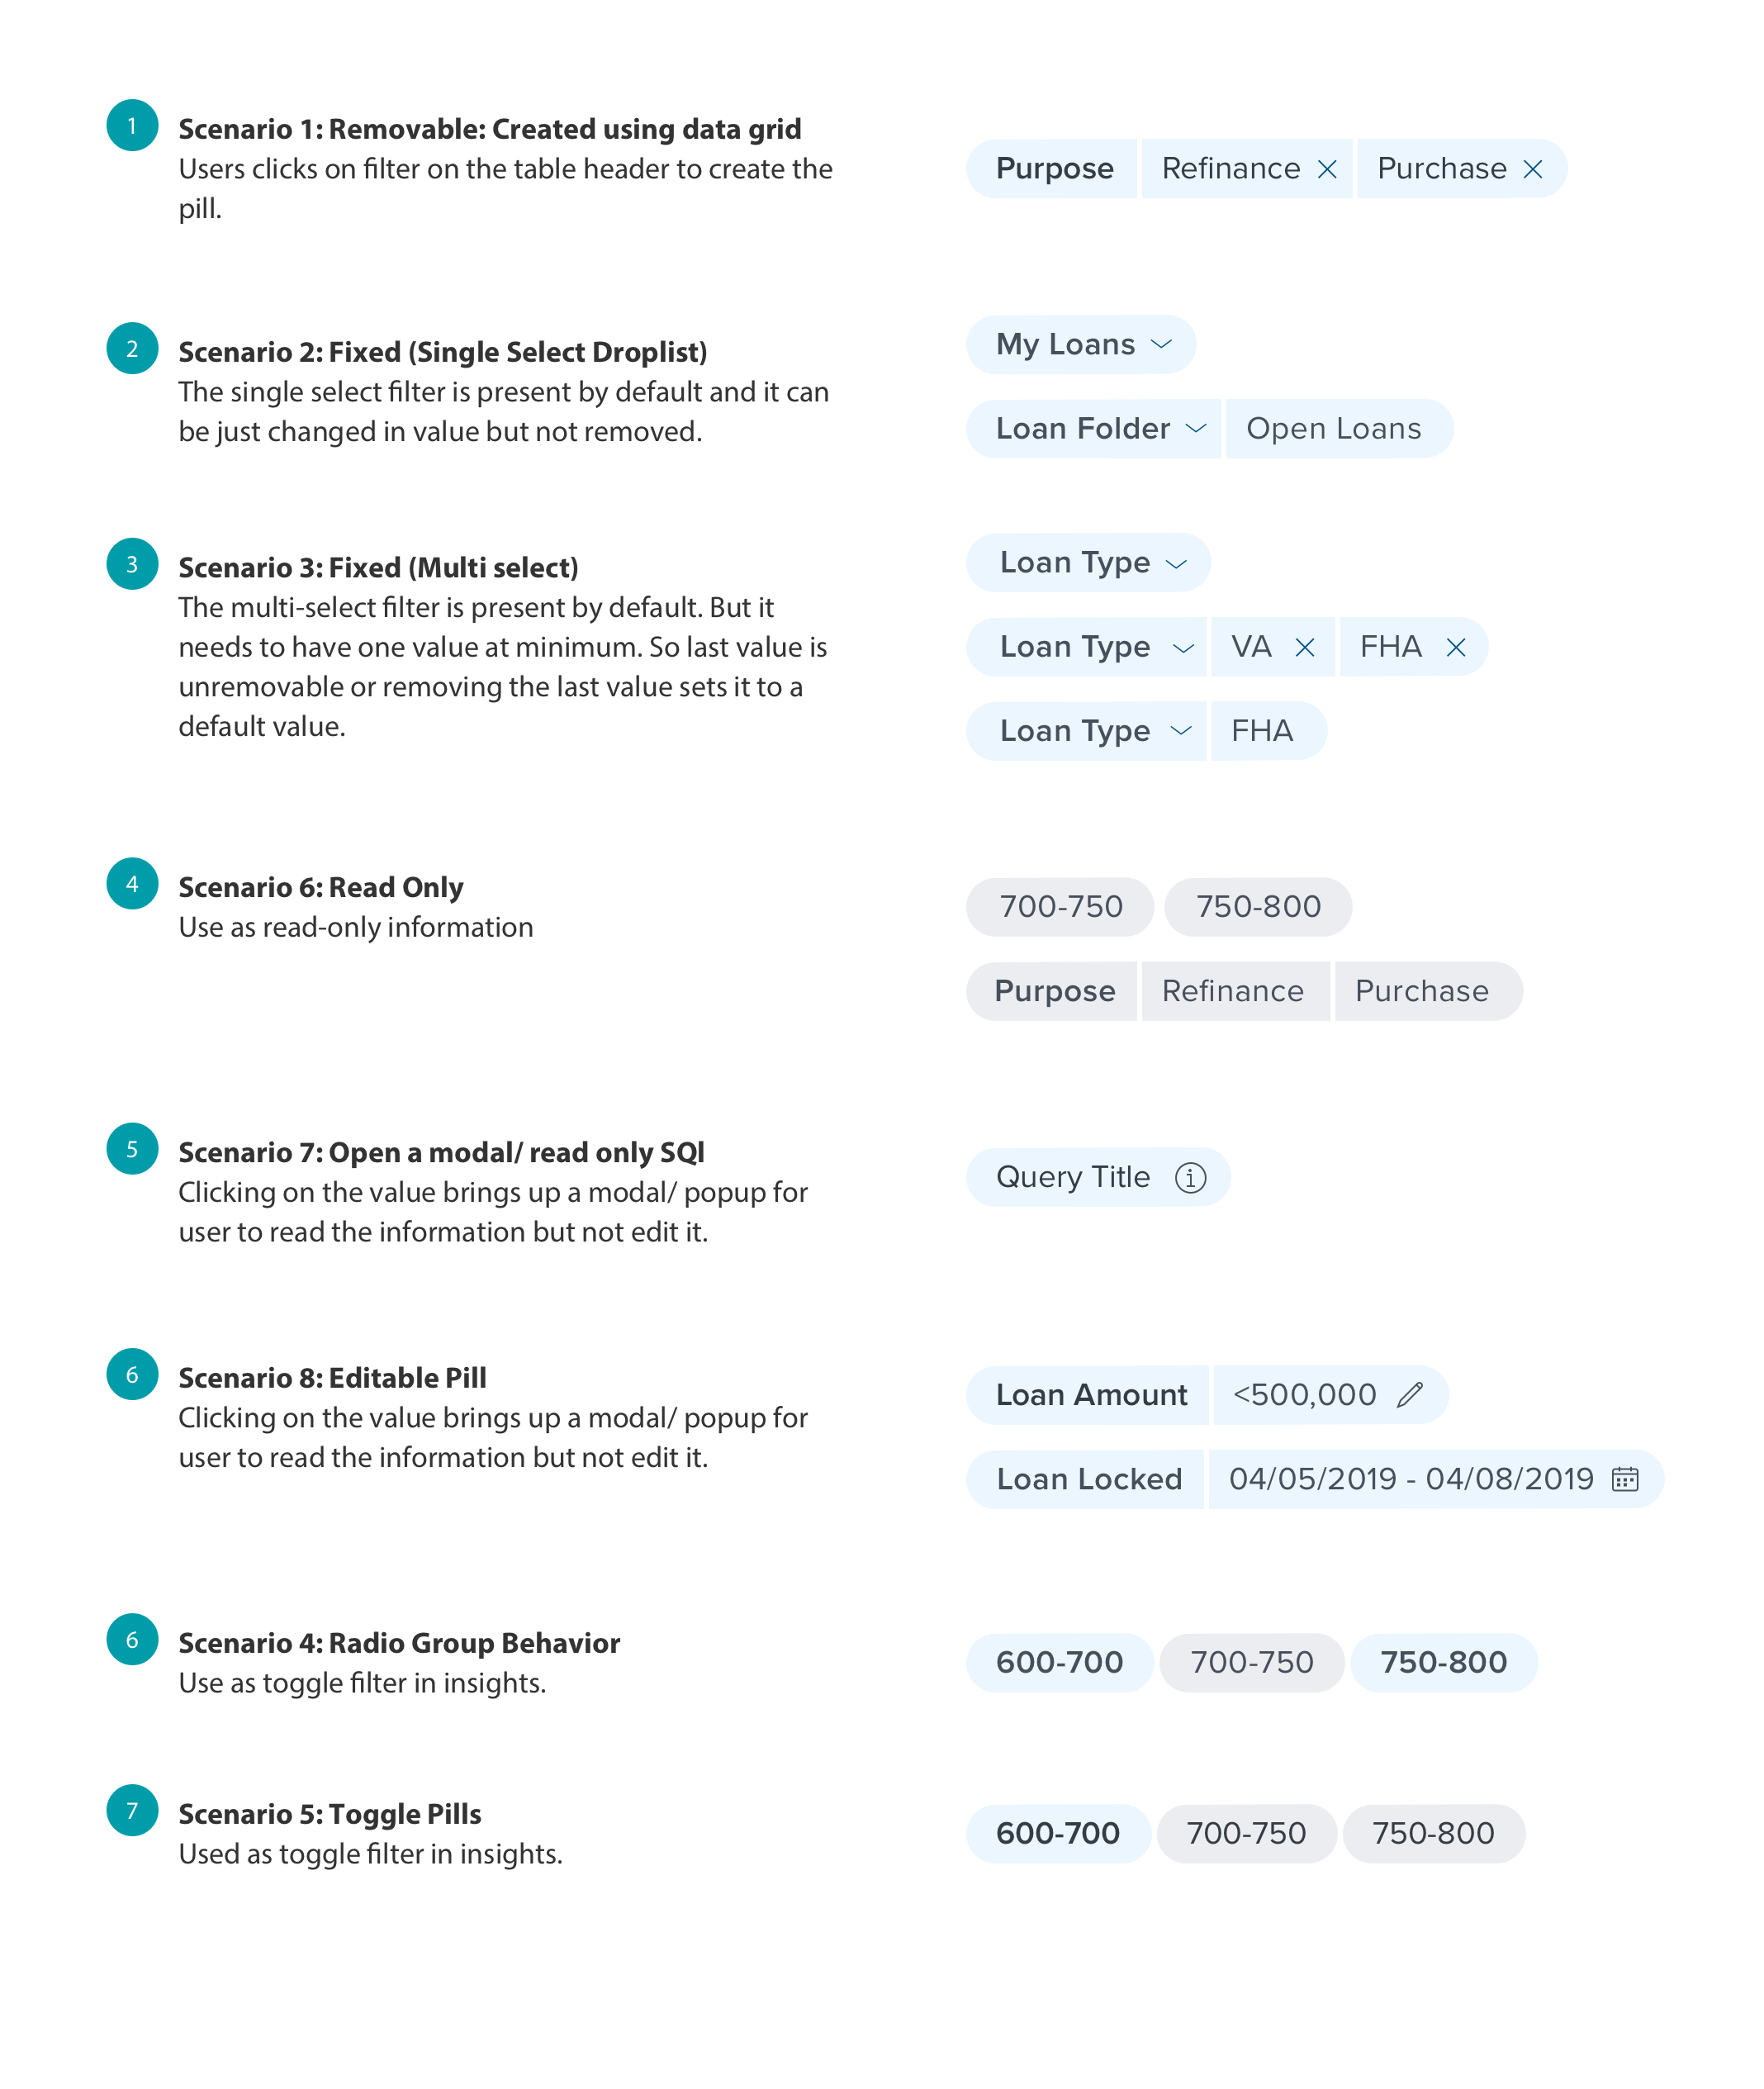 1
Scenario 1: Removable: Created using data grid
Users clicks on filter on the table header to create the
pill.
Purpose Refinance Purchase
2
Scenario 2: Fixed (Single Select Droplist)
The single select filter is present by default and it can
be just changed in value but not removed.
My Loans
Loan Folder Open Loans
3
Scenario 3: Fixed (Multi select)
The multi-select filter is present by default. But it
needs to have one value at minimum. So last value is
unremovable or removing the last value sets it to a
default value.
Loan Type
Loan Type VA FHA
Loan Type FHA
4
Scenario 6: Read Only
Use as read-only information
700-750 750-800
Purpose Refinance Purchase
5
Scenario 7: Open a modal/ read only SQl
Clicking on the value brings up a modal/ popup for
user to read the information but not edit it.
Query Title
6
Scenario 8: Editable Pill
Clicking on the value brings up a modal/ popup for
user to read the information but not edit it.
Loan Amount <500,000
Loan Locked 04/05/2019 - 04/08/2019
6
Scenario 4: Radio Group Behavior
Use as toggle filter in insights.
600-700 700-750 750-800
7
Scenario 5: Toggle Pills
Used as toggle filter in insights.
600-700 700-750 750-800